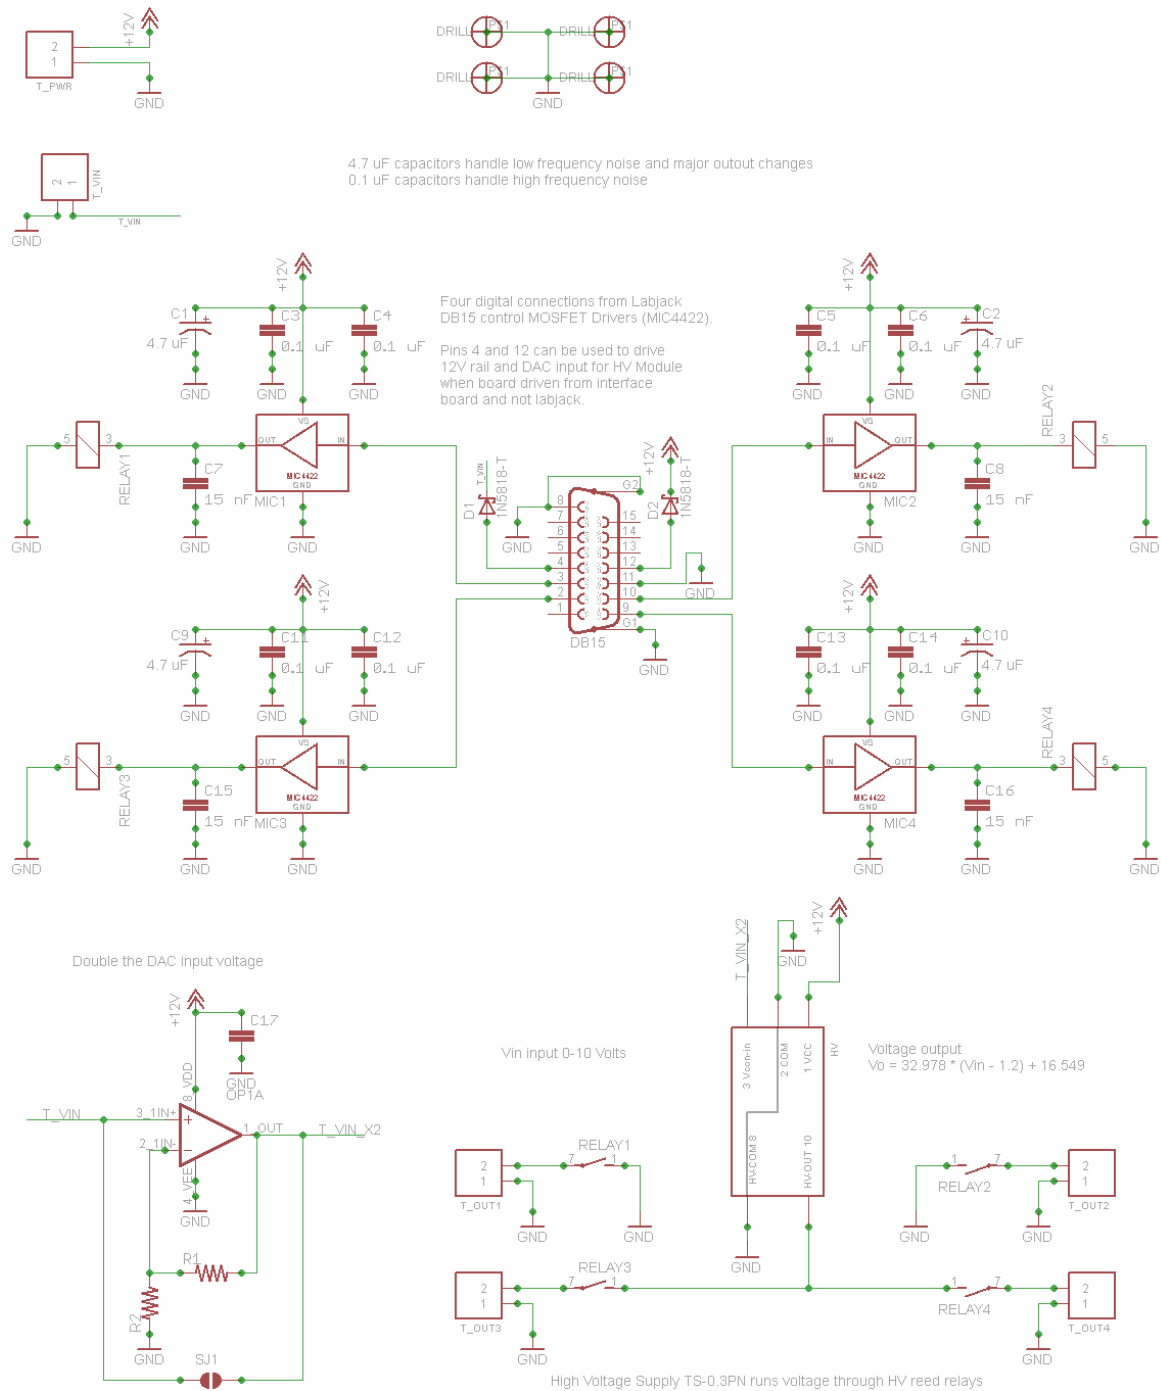 +12V
2
1
T_PWR
GND
DRILL
PS1
DRILL
PS1
DRILL
PS1
DRILL
PS1
GND
2
1
T_VIN
T_VIN
GND
4.7 uF capacitors handle low frequency noise and major outout changes
0.1 uF capacitors handle high frequency noise
Four digital connections from Labjack
DB15 control MOSFET Drivers (MIC4422).
Pins 4 and 12 can be used to drive
12V rail and DAC input for HV Module
when board driven from interface
board and not labjack.
+12V
C1
4.7 uF
GND
C3
0.1 uF
GND
C4
0.1 uF
GND
VS
OUT
IN
MIC4422
GND
MIC1
5
3
RELAY1
C7
15 nF
GND
GND
GND
+12V
C5
0.1 uF
GND
C6
0.1 uF
GND
C2
4.7 uF
GND
VS
IN
OUT
MIC4422
GND
MIC2
RELAY2
3
5
C8
15 nF
GND
GND
GND
T_VIN
D1
1N5818-T
GND
+12V
D2
1N5818-T
G2
8
7
6
5
4
3
2
1
15
14
13
12
11
10
9
G1
DB15
GND
GND
+12V
C9
4.7 uF
GND
C11
0.1 uF
GND
C12
0.1 uF
GND
VS
OUT
IN
MIC4422
GND
MIC3
5
3
RELAY3
C15
15 nF
GND
GND
GND
+12V
C13
0.1 uF
GND
C14
0.1 uF
GND
C10
4.7 uF
GND
VS
IN
OUT
MIC4422
GND
MIC4
RELAY4
3
5
C16
15 nF
GND
GND
GND
Double the DAC input voltage
+12V
C17
GND
OP1A
8_VDD
T_VIN
3_1IN+
2_1IN-
1_OUT
T_VIN_X2
4_VEE
GND
R1
R2
GND
SJ1
Vin input 0-10 Volts
T_VIN_X2
GND
+12V
3 Vcon-in
2 COM
1 VCC
HV
HV-COM 8
HV-OUT 10
GND
Voltage output
Vo = 32.978 * (Vin - 1.2) + 16.549
2
1
T_OUT1
GND
7
RELAY1
1
GND
1
7
RELAY2
GND
2
1
T_OUT2
GND
2
1
T_OUT3
GND
7
RELAY3
1
1
7
RELAY4
2
1
T_OUT4
GND
High Voltage Supply TS-0.3PN runs voltage through HV reed relays